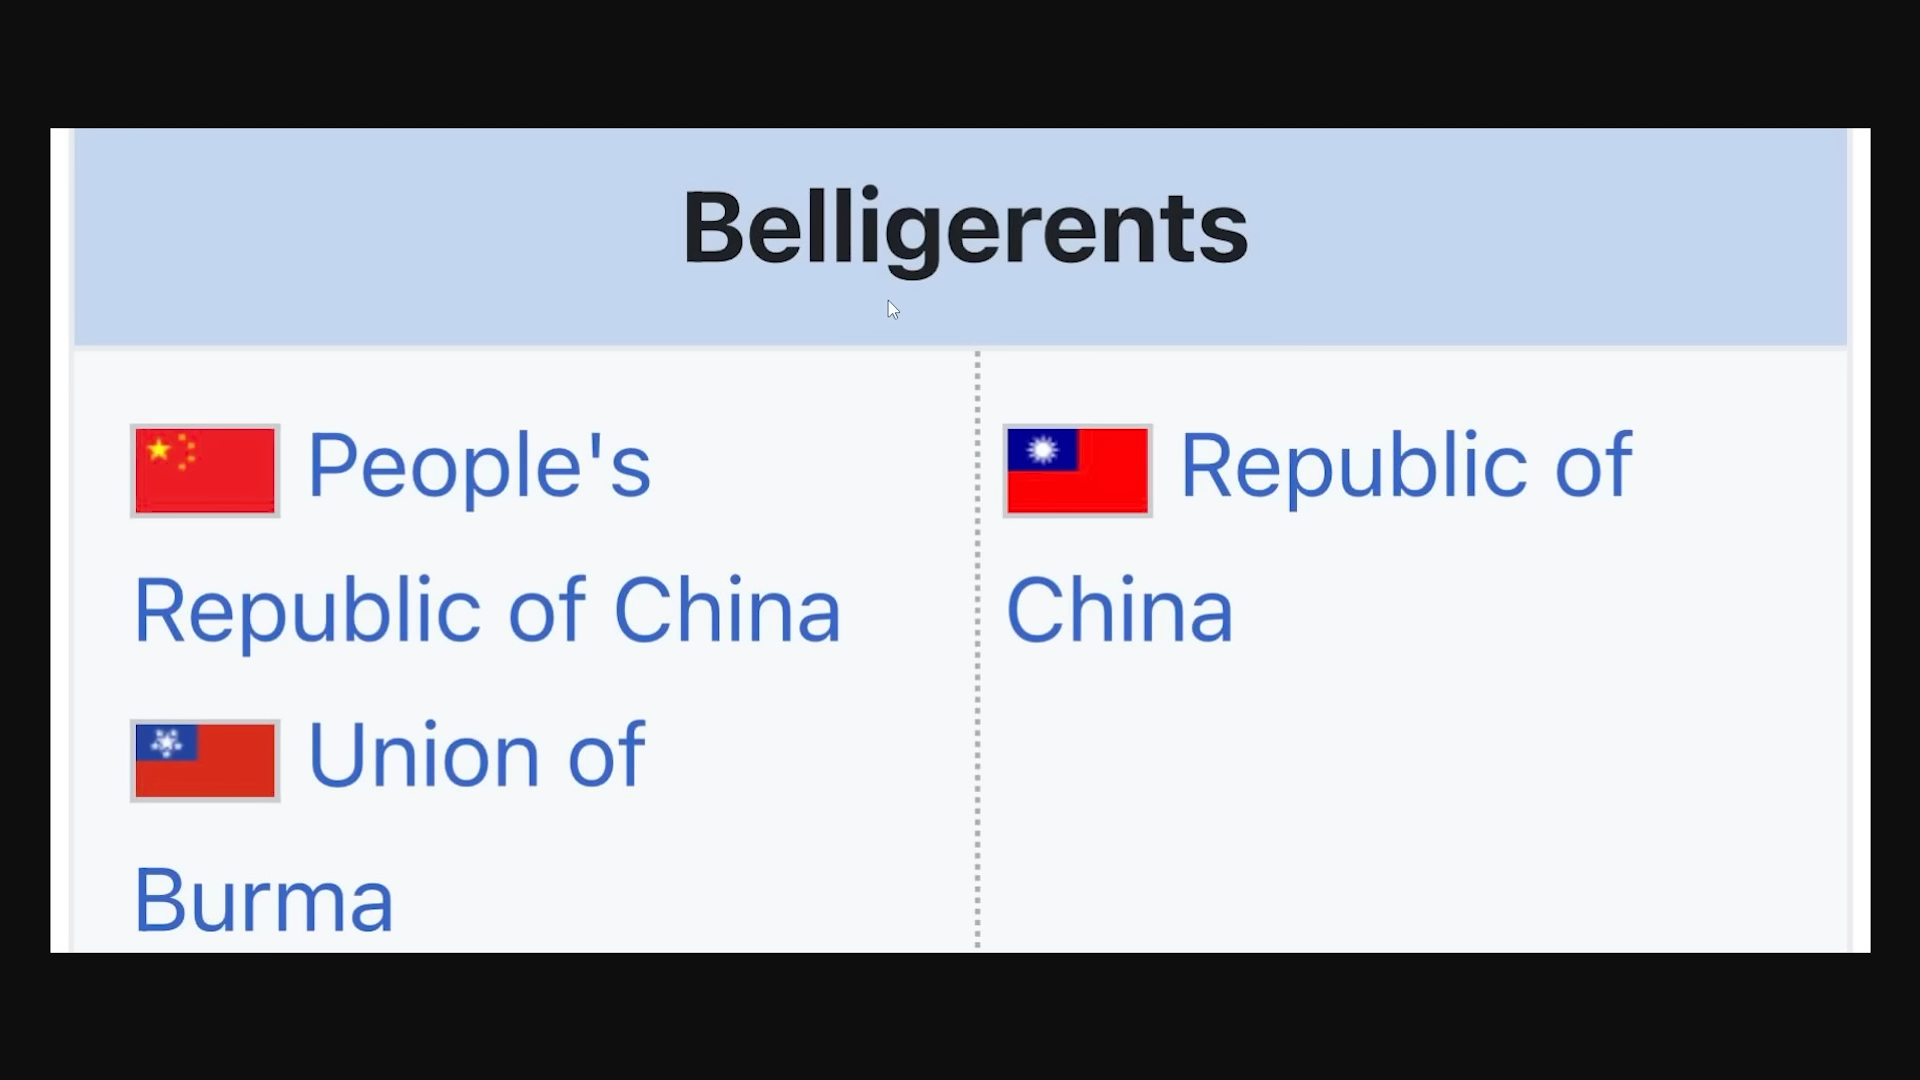 Belligerents
People's
Republic of China
Union of
Burma
Republic of
China